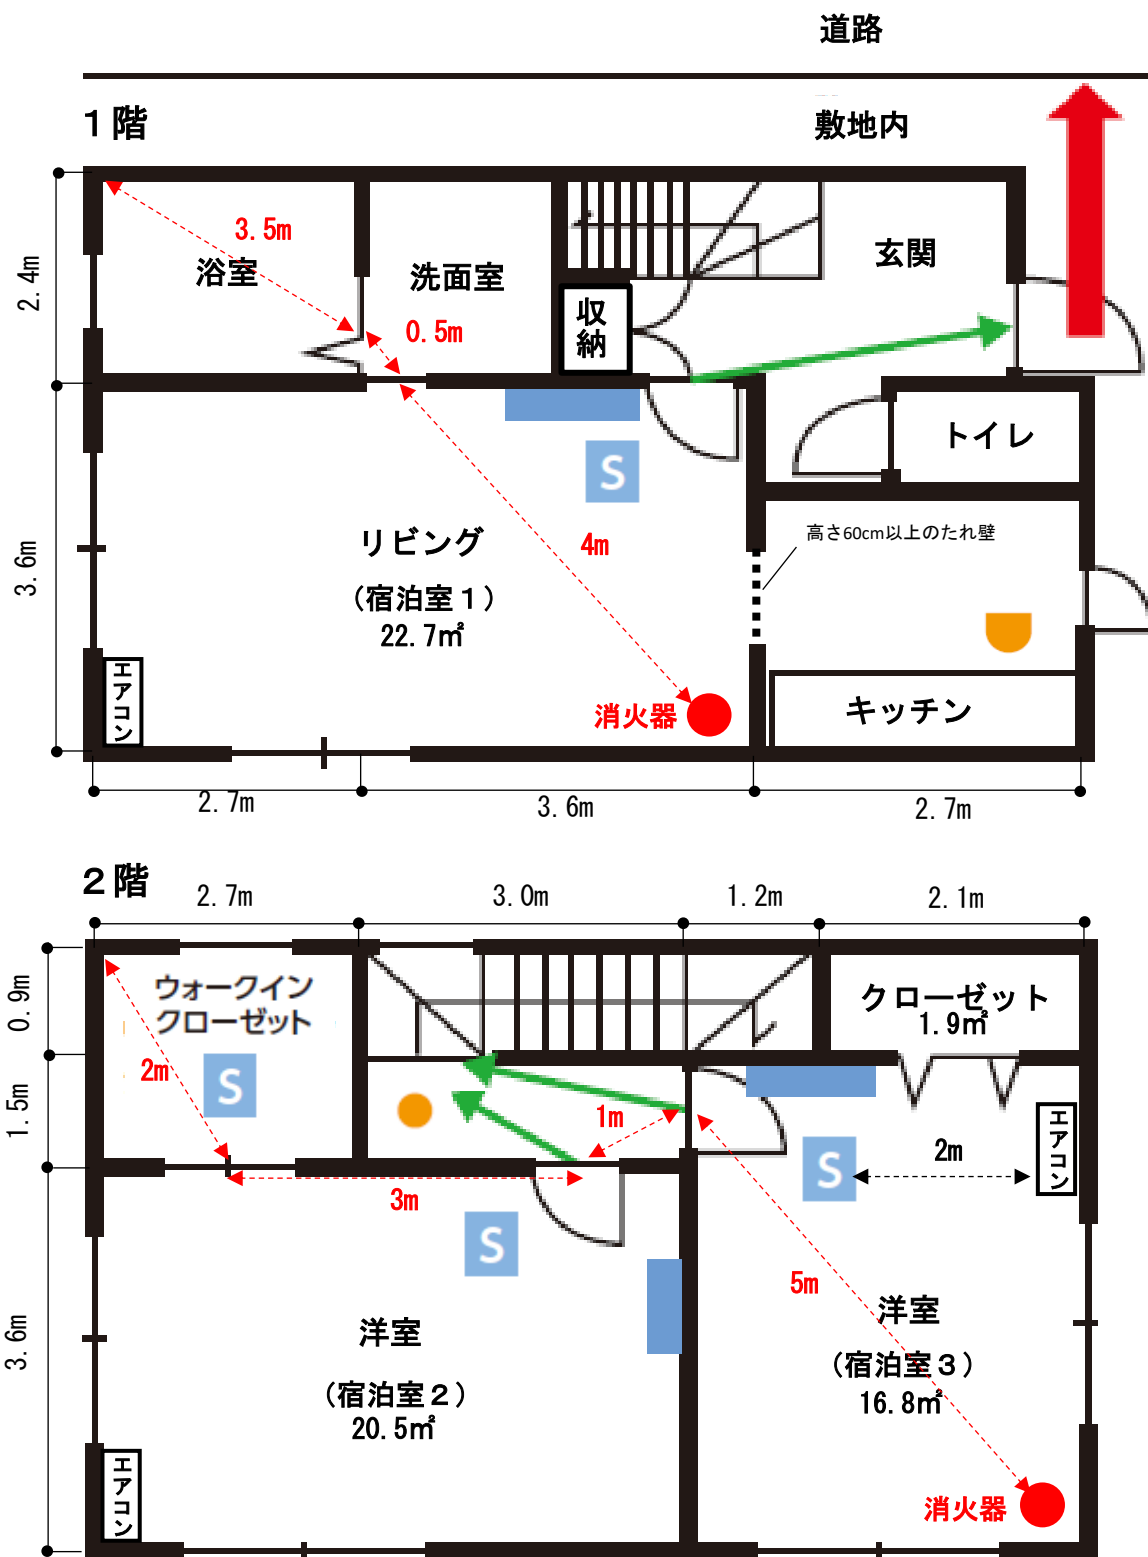 道路
１階
敷地内
2.4m
3.5m
浴室
洗面室
0.5m
収
納
玄関
トイレ
S
3.6m
リビング
（宿泊室１）
22.7㎡
4m
高さ60cm以上のたれ壁
エアコン
消火器
キッチン
2.7m
3.6m
2.7m
２階
2.7m
3.0m
1.2m
2.1m
0.9m
ウォークイン
クローゼット
クローゼット
1.9㎡
1.5m
2m
S
1m
エアコン
S
2m
3m
S
5m
3.6m
洋室
（宿泊室２）
20.5㎡
洋室
（宿泊室３）
16.8㎡
エアコン
消火器